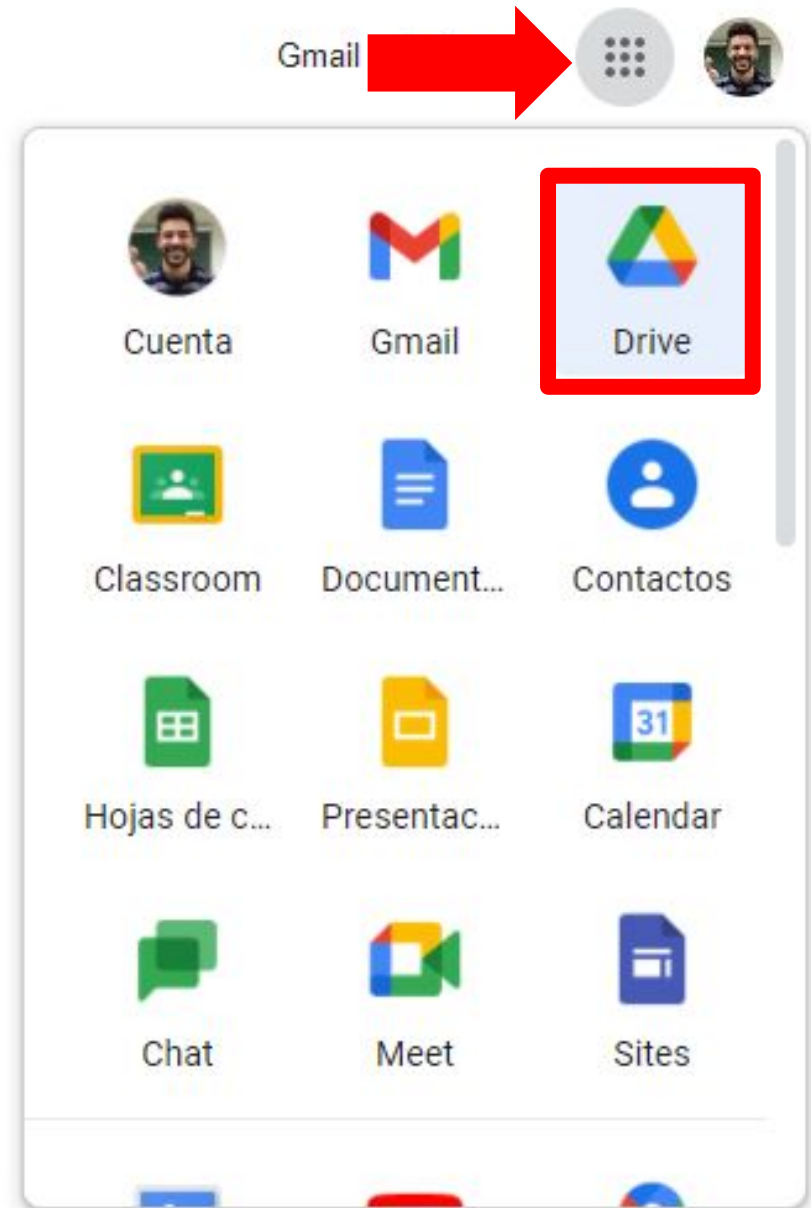 Gmail
Cuenta Gmail Drive
Classroom Document... Contactos
31
Hojas de c... Presentac... Calendar
Chat Meet Sites